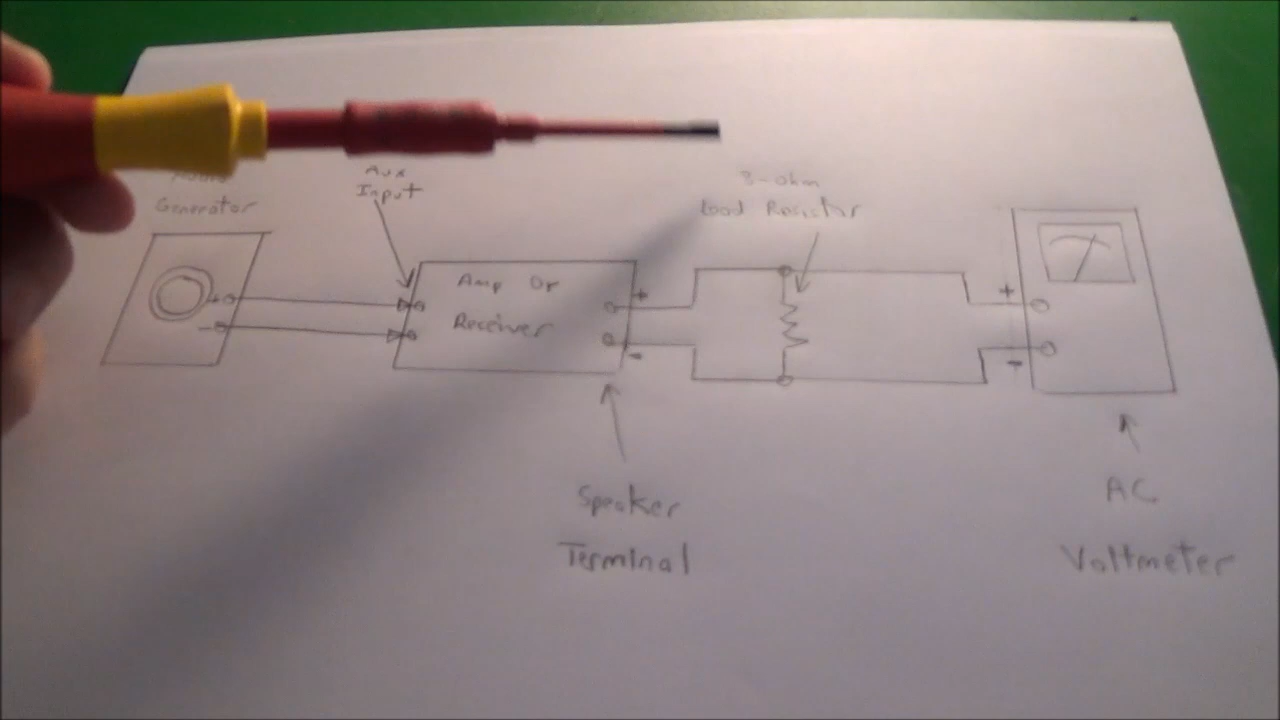 Generator
Aux
Input
8-ohm
Load Resistor
Amp Or
Receiver
+
-
+
-
+
-
Speaker
Terminal
AC
Voltmeter